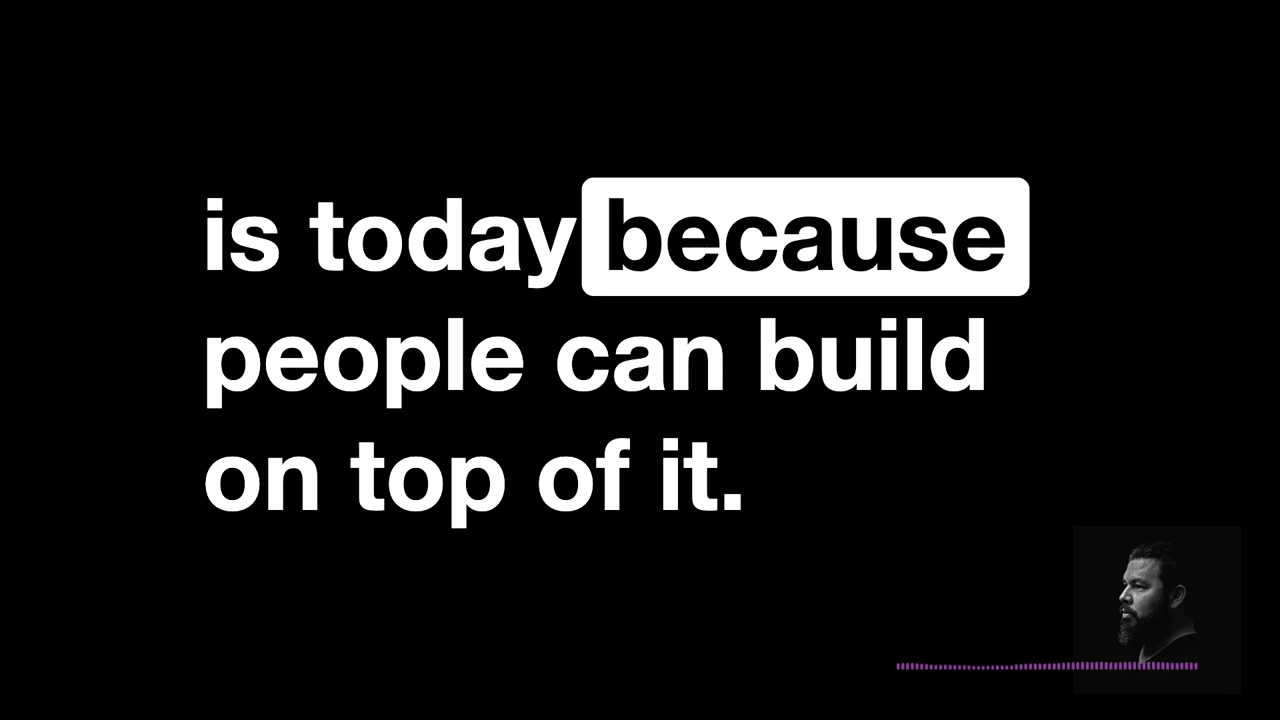 is today because
people can build
on top of it.